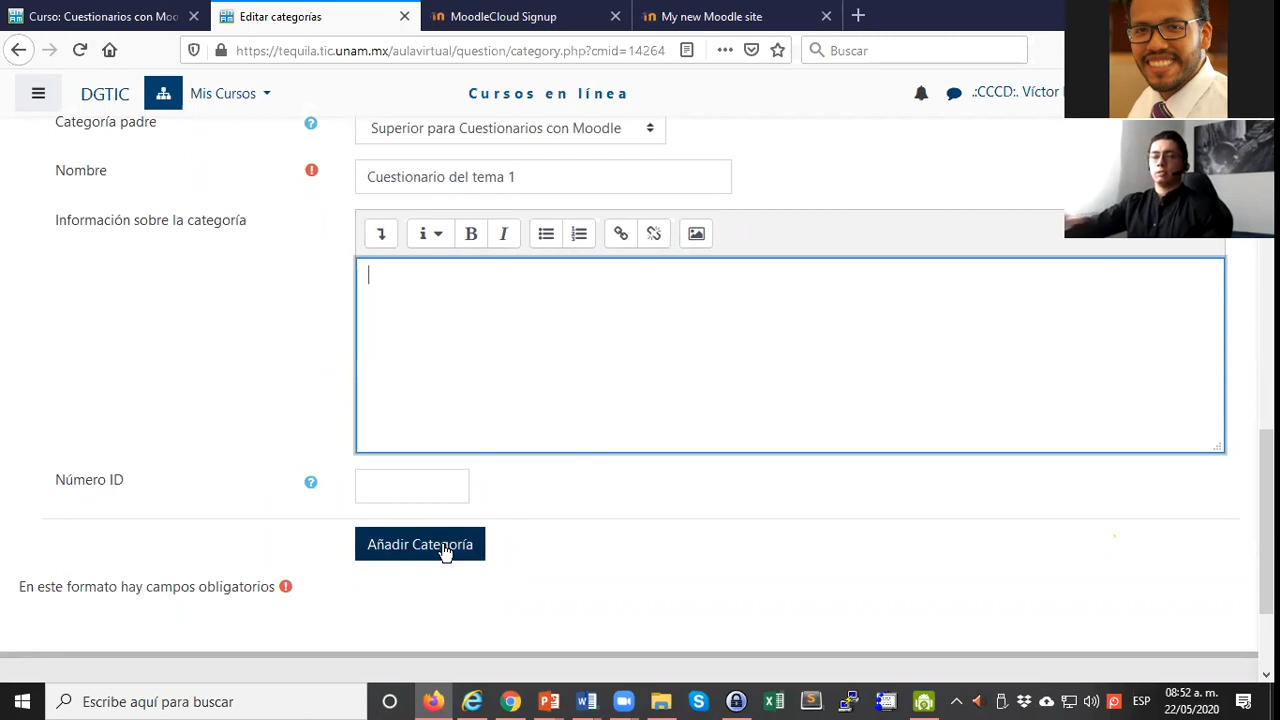 Curso: Cuestionarios con Moo
Editar categorías
MoodleCloud Signup
My new Moodle site
https://tequila.tic.unam.mx/aulavirtual/question/category.php?cmid=14264
Buscar
DGTIC
Mis Cursos
Cursos en línea
.:CCCD:. Víctor
Categoría padre
Superior para Cuestionarios con Moodle
Nombre
Cuestionario del tema 1
Información sobre la categoría
B
I
Número ID
Añadir Categoría
En este formato hay campos obligatorios
Escribe aquí para buscar
ESP
08:52 a. m.
22/05/2020